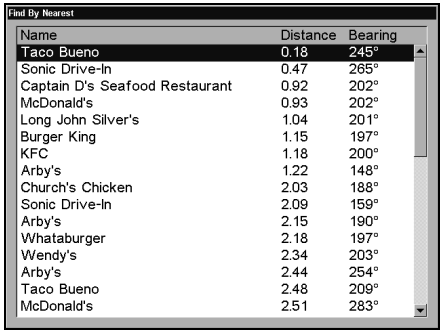 Find By Nearest
Name Distance Bearing
Taco Bueno 0.18 245°
Sonic Drive-In 0.47 265°
Captain D's Seafood Restaurant 0.92 202°
McDonald's 0.93 202°
Long John Silver's 1.04 201°
Burger King 1.15 197°
KFC 1.18 200°
Arby's 1.22 148°
Church's Chicken 2.03 188°
Sonic Drive-In 2.09 159°
Arby's 2.15 190°
Whataburger 2.18 197°
Wendy's 2.34 203°
Arby's 2.44 254°
Taco Bueno 2.48 209°
McDonald's 2.51 283°